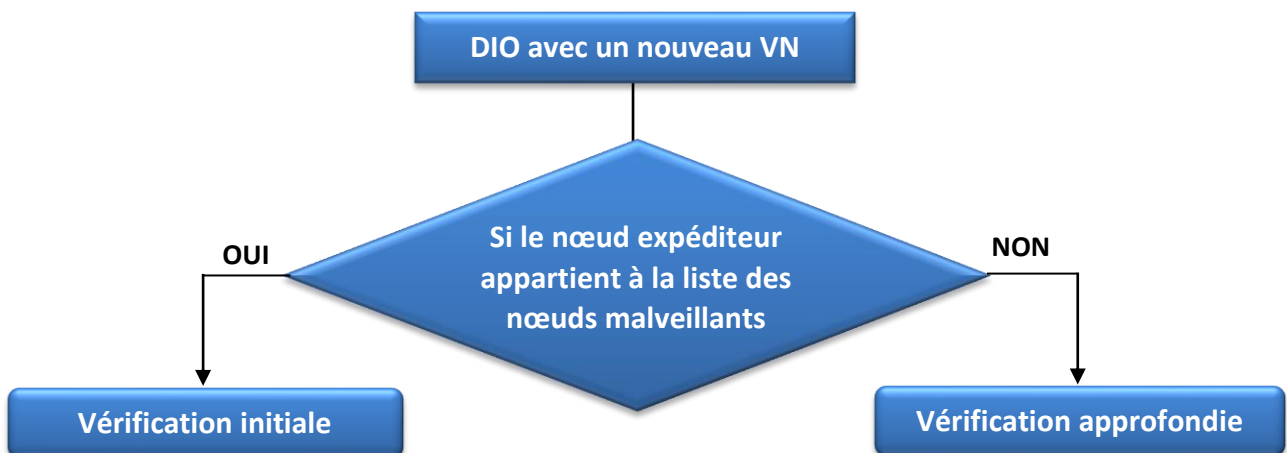 DIO avec un nouveau VN
Si le nœud expéditeur
appartient à la liste des
nœuds malveillants
OUI
NON
Vérification initiale
Vérification approfondie